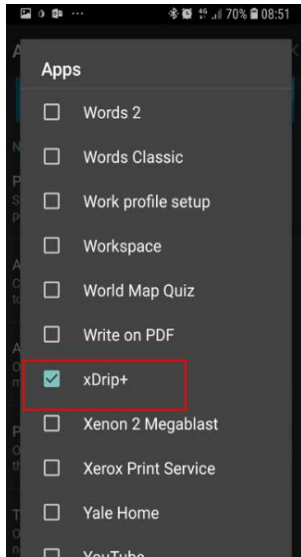 70% 08:51
Apps
Words 2
Words Classic
Work profile setup
Workspace
World Map Quiz
Write on PDF
xDrip+
Xenon 2 Megablast
Xerox Print Service
Yale Home
YouTube